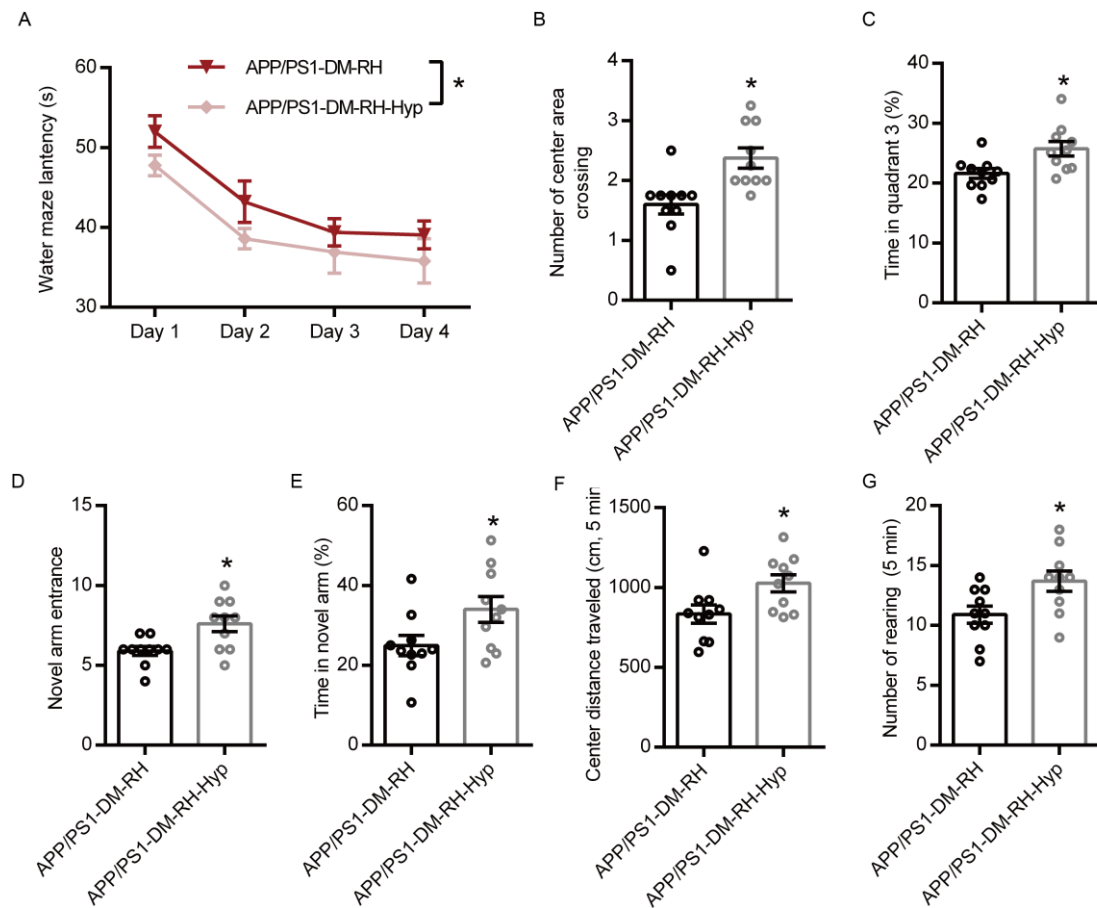 A
Water maze lantency (s)
60
50
40
30
Day 1
Day 2
Day 3
Day 4
APP/PS1-DM-RH
APP/PS1-DM-RH-Hyp
*
B
Number of center area
crossing
4
3
2
1
0
*
APP/PS1-DM-RH
APP/PS1-DM-RH-Hyp
C
Time in quadrant 3 (%)
40
30
20
10
0
*
APP/PS1-DM-RH
APP/PS1-DM-RH-Hyp
D
Novel arm entrance
15
10
5
0
*
APP/PS1-DM-RH
APP/PS1-DM-RH-Hyp
E
Time in novel arm (%)
60
40
20
0
*
APP/PS1-DM-RH
APP/PS1-DM-RH-Hyp
F
Center distance traveled (cm, 5 min
1500
1000
500
0
*
APP/PS1-DM-RH
APP/PS1-DM-RH-Hyp
G
Number of rearing (5 min)
20
15
10
5
0
*
APP/PS1-DM-RH
APP/PS1-DM-RH-Hyp